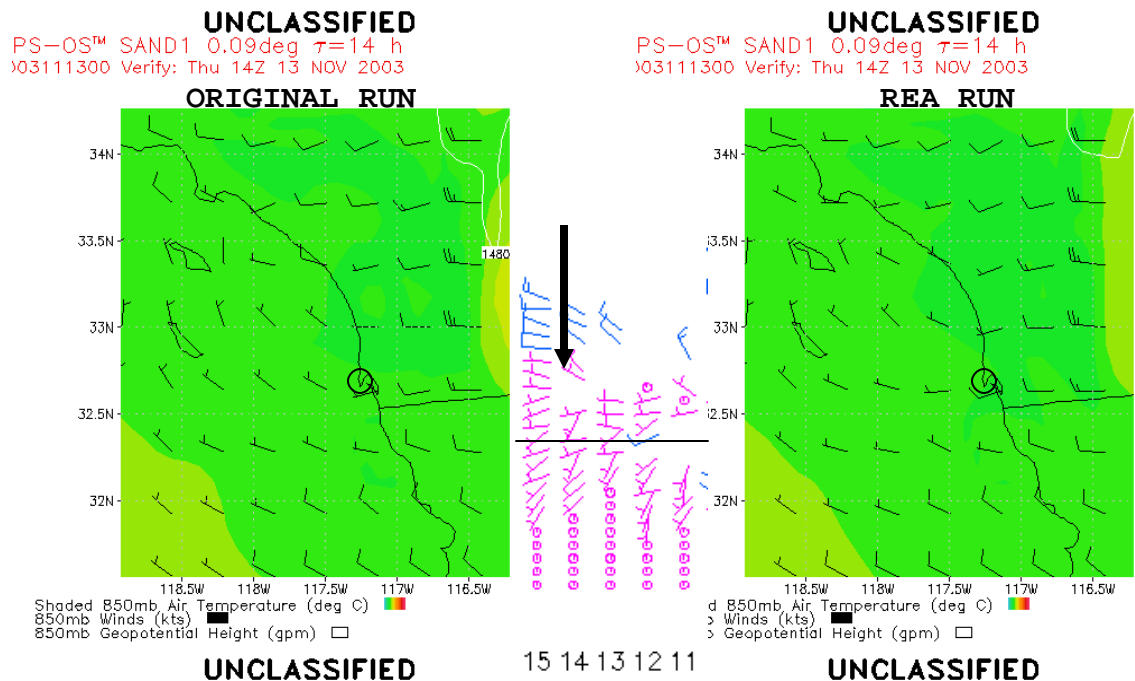 UNCLASSIFIED
PS-OS™ SAND1 0.09deg τ=14 h
003111300 Verify: Thu 14Z 13 NOV 2003
ORIGINAL RUN
34N
33.5N
33N
32.5N
32N
118.5W 118W 117.5W 117W 116.5W
1480
Shaded 850mb Air Temperature (deg C)
850mb Winds (kts)
850mb Geopotential Height (gpm)
UNCLASSIFIED
15 14 13 12 11
UNCLASSIFIED
PS-OS™ SAND1 0.09deg τ=14 h
003111300 Verify: Thu 14Z 13 NOV 2003
REA RUN
34N
33.5N
33N
32.5N
32N
118.5W 118W 117.5W 117W 116.5W
d 850mb Air Temperature (deg C)
Winds (kts)
Geopotential Height (gpm)
UNCLASSIFIED